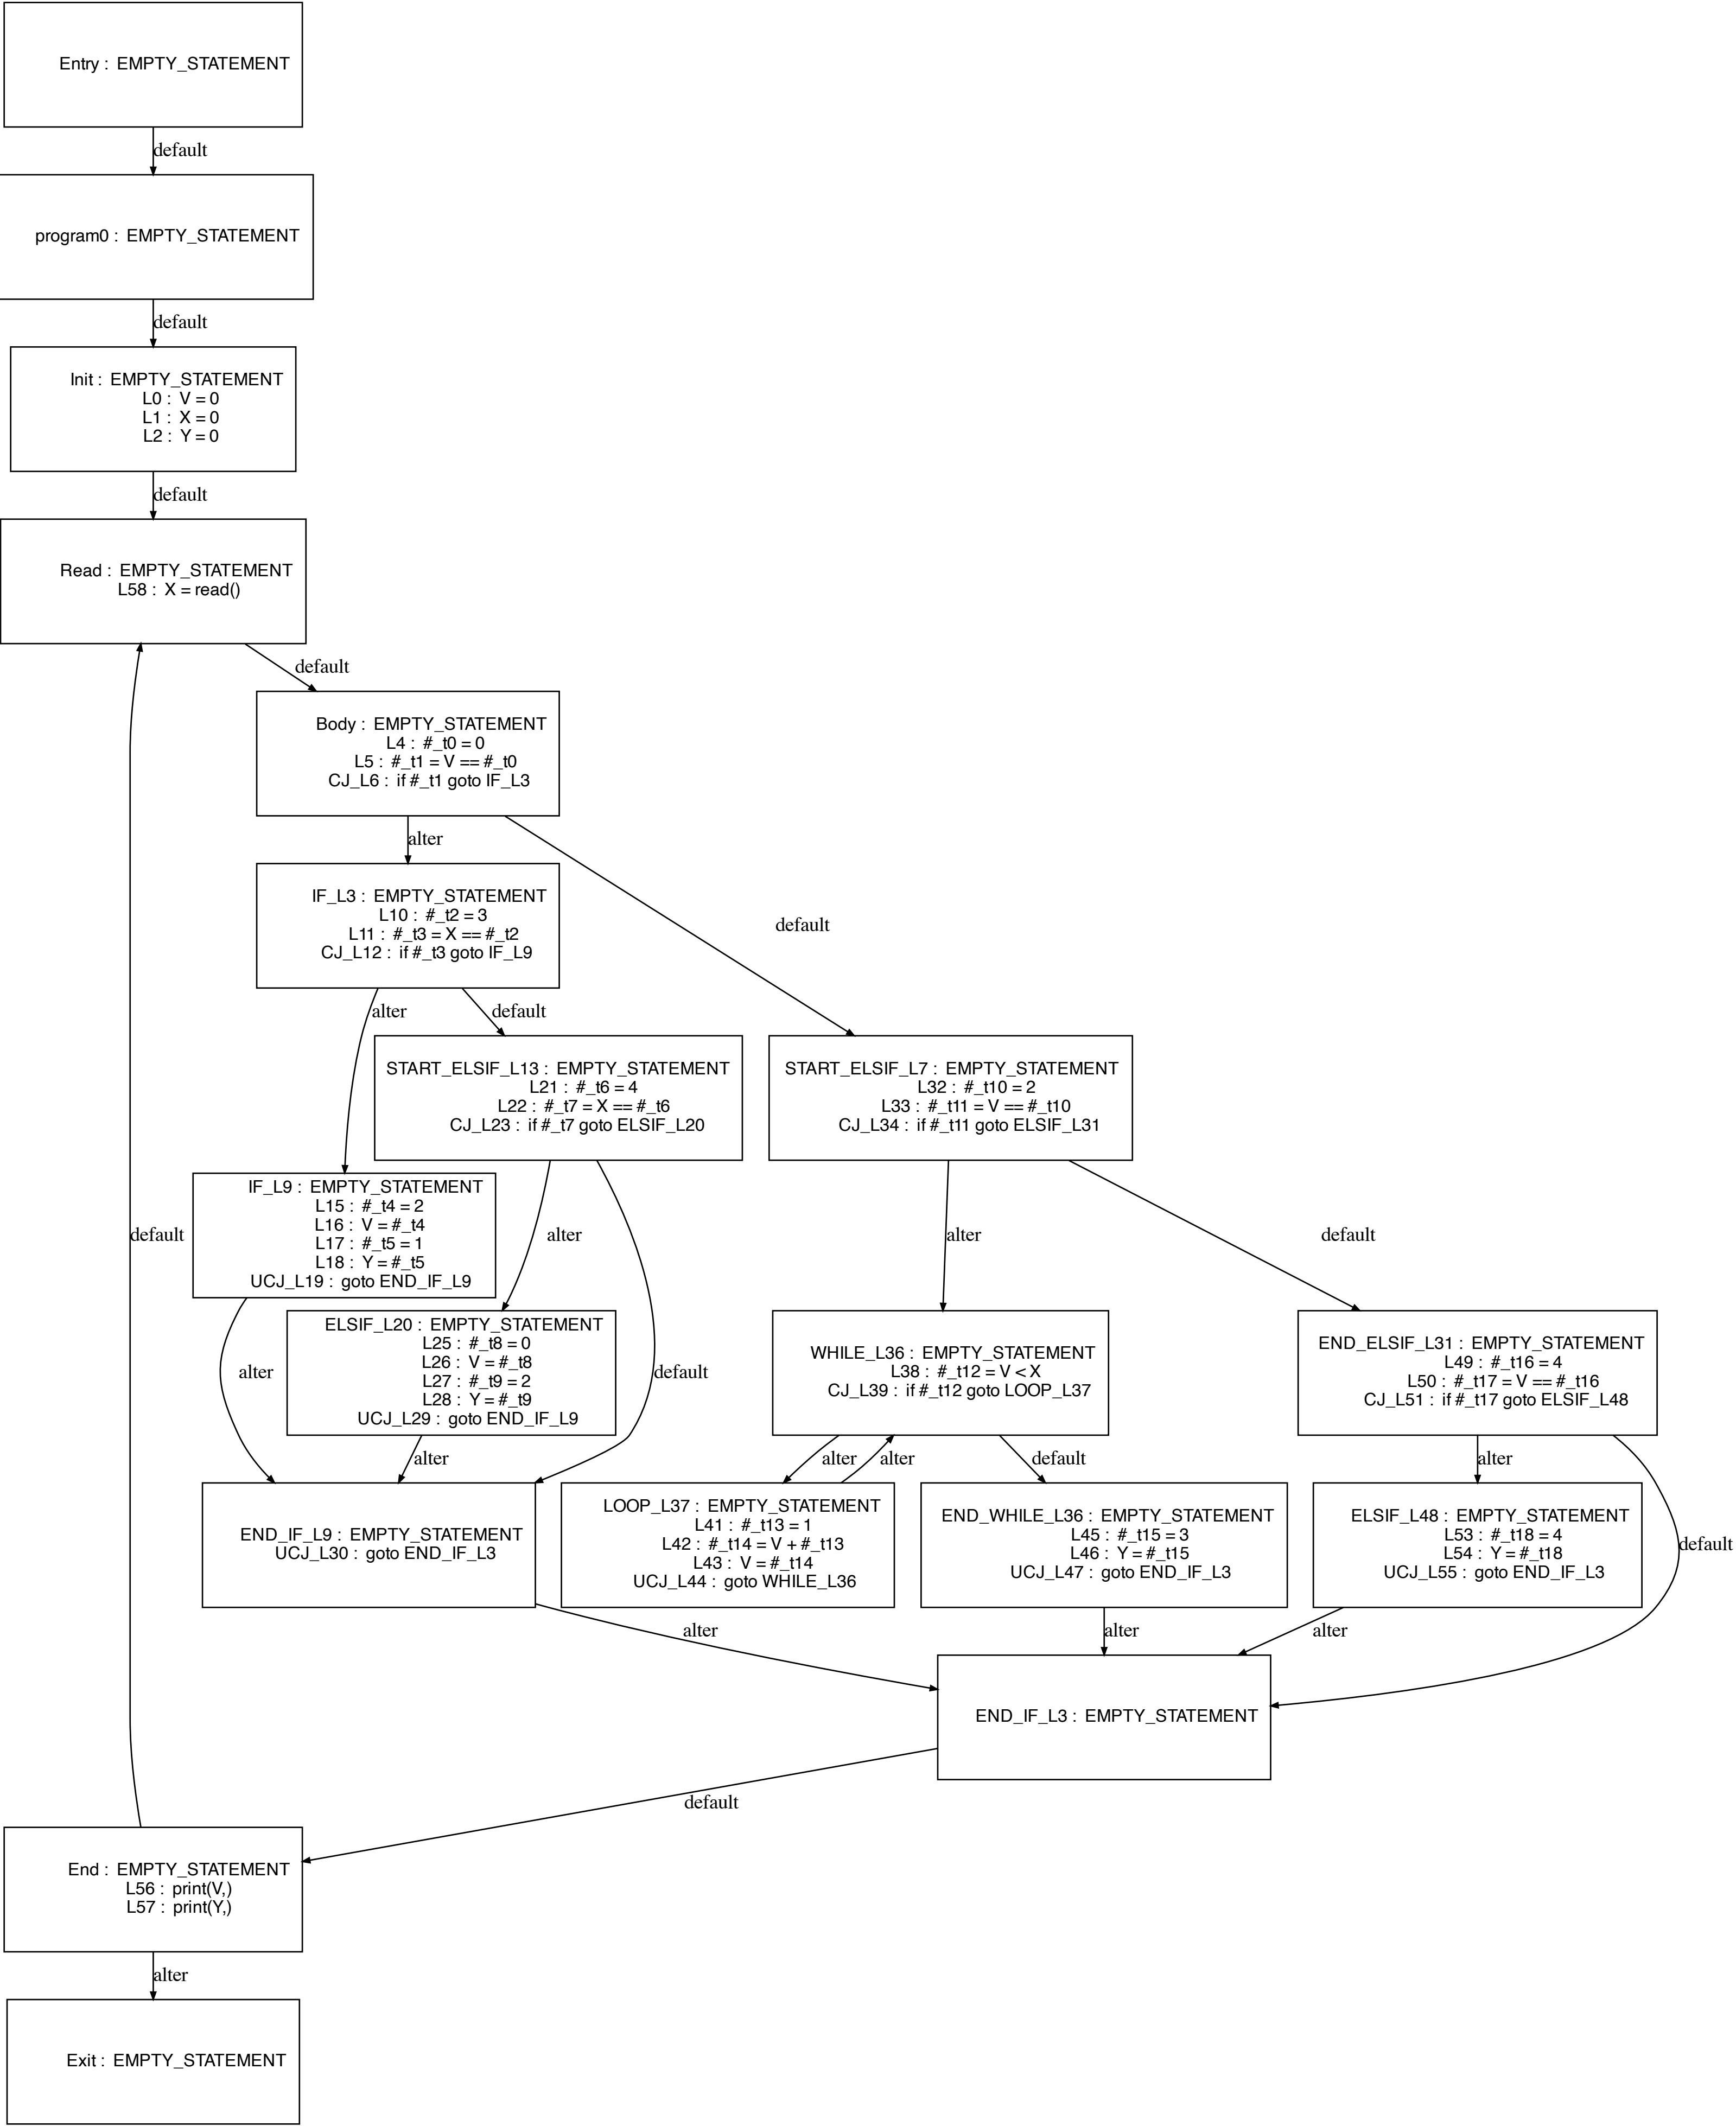 Entry :  EMPTY_STATEMENT
default
program0 :  EMPTY_STATEMENT
default
Init :  EMPTY_STATEMENT
L0 :  V = 0
L1 :  X = 0
L2 :  Y = 0
default
Read :  EMPTY_STATEMENT
L58 :  X = read()
default
Body :  EMPTY_STATEMENT
L4 :  #_t0 = 0
L5 :  #_t1 = V == #_t0
CJ_L6 :  if #_t1 goto IF_L3
alter
default
IF_L3 :  EMPTY_STATEMENT
L10 :  #_t2 = 3
L11 :  #_t3 = X == #_t2
CJ_L12 :  if #_t3 goto IF_L9
alter
default
START_ELSIF_L13 :  EMPTY_STATEMENT
L21 :  #_t6 = 4
L22 :  #_t7 = X == #_t6
CJ_L23 :  if #_t7 goto ELSIF_L20
START_ELSIF_L7 :  EMPTY_STATEMENT
L32 :  #_t10 = 2
L33 :  #_t11 = V == #_t10
CJ_L34 :  if #_t11 goto ELSIF_L31
default
IF_L9 :  EMPTY_STATEMENT
L15 :  #_t4 = 2
L16 :  V = #_t4
L17 :  #_t5 = 1
L18 :  Y = #_t5
UCJ_L19 :  goto END_IF_L9
alter
alter
default
alter
ELSIF_L20 :  EMPTY_STATEMENT
L25 :  #_t8 = 0
L26 :  V = #_t8
L27 :  #_t9 = 2
L28 :  Y = #_t9
UCJ_L29 :  goto END_IF_L9
default
WHILE_L36 :  EMPTY_STATEMENT
L38 :  #_t12 = V < X
CJ_L39 :  if #_t12 goto LOOP_L37
END_ELSIF_L31 :  EMPTY_STATEMENT
L49 :  #_t16 = 4
L50 :  #_t17 = V == #_t16
CJ_L51 :  if #_t17 goto ELSIF_L48
alter
alter
alter
default
alter
END_IF_L9 :  EMPTY_STATEMENT
UCJ_L30 :  goto END_IF_L3
LOOP_L37 :  EMPTY_STATEMENT
L41 :  #_t13 = 1
L42 :  #_t14 = V + #_t13
L43 :  V = #_t14
UCJ_L44 :  goto WHILE_L36
END_WHILE_L36 :  EMPTY_STATEMENT
L45 :  #_t15 = 3
L46 :  Y = #_t15
UCJ_L47 :  goto END_IF_L3
ELSIF_L48 :  EMPTY_STATEMENT
L53 :  #_t18 = 4
L54 :  Y = #_t18
UCJ_L55 :  goto END_IF_L3
default
alter
alter
alter
END_IF_L3 :  EMPTY_STATEMENT
default
End :  EMPTY_STATEMENT
L56 :  print(V,)
L57 :  print(Y,)
alter
Exit :  EMPTY_STATEMENT